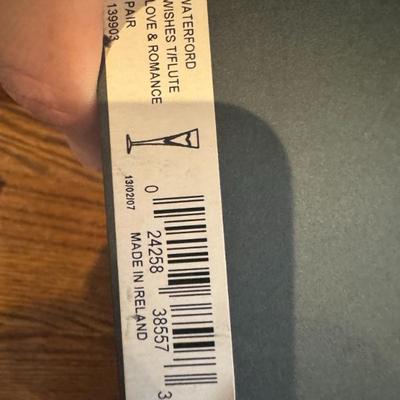 WATERFORD
WISHES T/FLUTE
LOVE & ROMANCE
PAIR
139903
13/02/07
0 24258 38557 3
MADE IN IRELAND